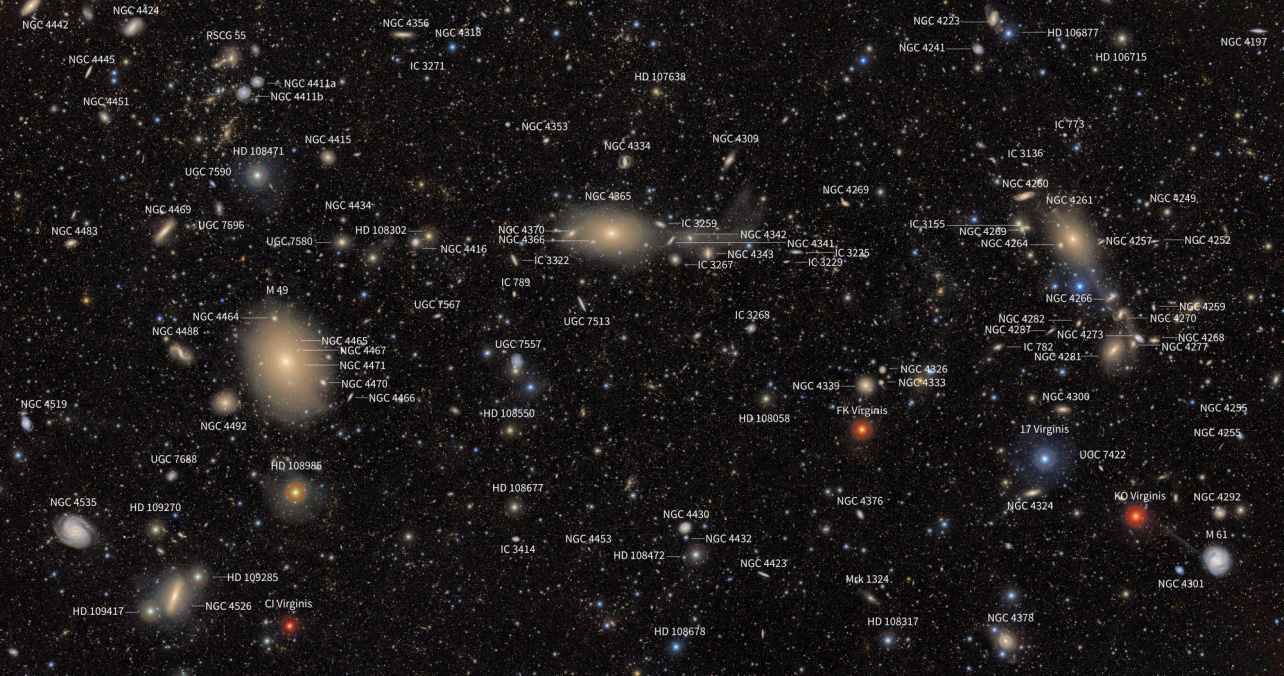 NGC 4424
NGC 4442
NGC 4356
NGC 4318
NGC 4223
HD 106877
NGC 4197
RSCG 55
NGC 4241
HD 106715
NGC 4445
IC 3271
NGC 4411a
HD 107638
NGC 4411b
NGC 4451
NGC 4353
IC 773
NGC 4415
NGC 4334
NGC 4309
HD 108471
IC 3136
UGC 7590
NGC 4260
NGC 4269
NGC 4365
NGC 4261
NGC 4249
NGC 4434
NGC 4469
UGC 7596
IC 3259
IC 3155
NGC 4483
HD 108302
NGC 4370
NGC 4342
NGC 4269
UGC 7580
NGC 4366
NGC 4341
NGC 4264
NGC 4257
NGC 4252
NGC 4416
NGC 4343
IC 3225
IC 3322
IC 3267
IC 3229
IC 789
M 49
UGC 7567
NGC 4266
NGC 4464
UGC 7513
IC 3268
NGC 4259
NGC 4282
NGC 4270
NGC 4488
NGC 4287
NGC 4465
UGC 7557
NGC 4273
NGC 4268
NGC 4467
IC 782
NGC 4277
NGC 4281
NGC 4471
NGC 4326
NGC 4470
NGC 4339
NGC 4333
NGC 4466
NGC 4300
NGC 4519
HD 108550
HD 108058
FK Virginis
NGC 4255
NGC 4492
17 Virginis
NGC 4255
UGC 7688
HD 108985
UGC 7422
HD 108677
KO Virginis
NGC 4292
NGC 4535
HD 109270
NGC 4376
NGC 4324
NGC 4430
M 61
IC 3414
NGC 4453
NGC 4432
HD 108472
NGC 4423
HD 109285
Mrk 1324
NGC 4301
HD 109417
NGC 4526
CI Virginis
HD 108317
NGC 4378
HD 108678